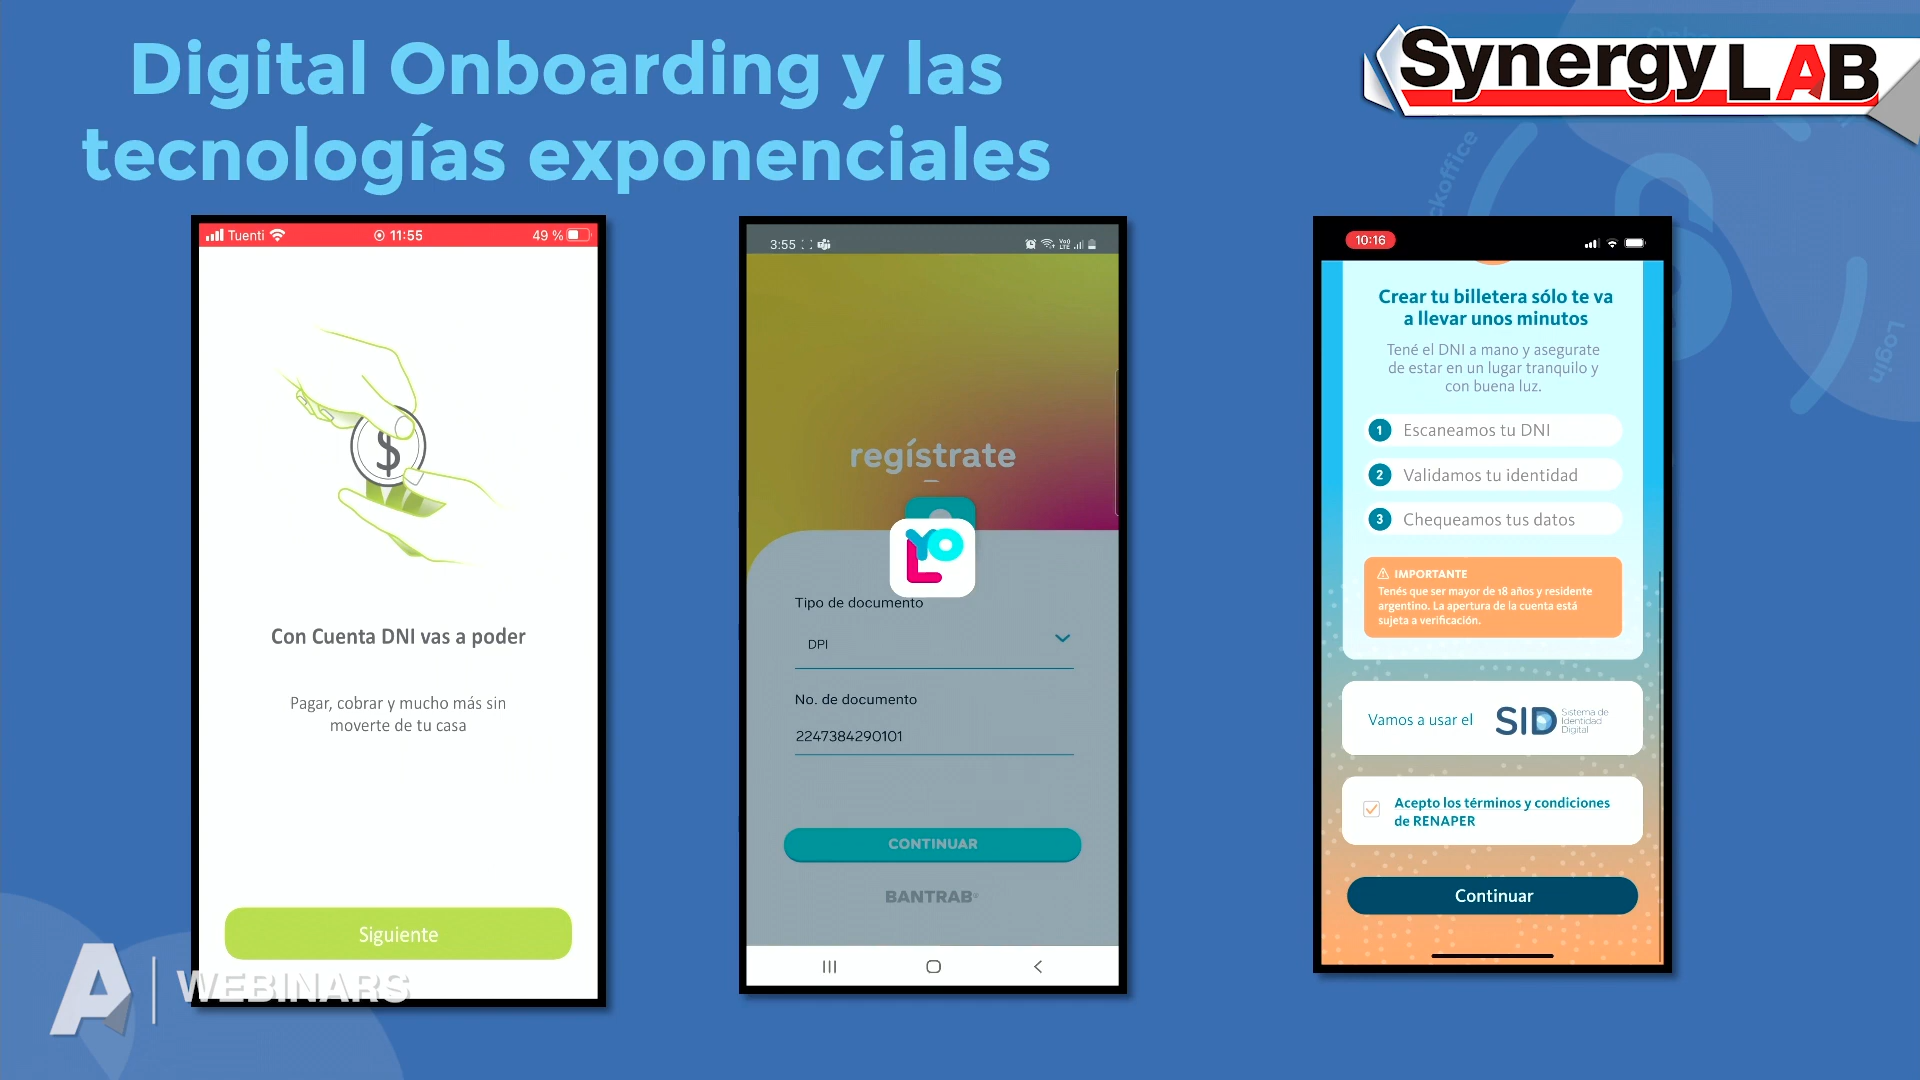 Digital Onboarding y las
tecnologías exponenciales
Synergy LAB
ckoffice
Login
Tuenti
11:55
49 %
$
Con Cuenta DNI vas a poder
Pagar, cobrar y mucho más sin
moverte de tu casa
Siguiente
3:55
regístrate
YOL
Tipo de documento
DPI
No. de documento
2247384290101
CONTINUAR
BANTRAB
10:16
Crear tu billetera sólo te va
a llevar unos minutos
Tené el DNI a mano y asegurate
de estar en un lugar tranquilo y
con buena luz.
1 Escaneamos tu DNI
2 Validamos tu identidad
3 Chequeamos tus datos
IMPORTANTE
Tenés que ser mayor de 18 años y residente
argentino. La apertura de la cuenta está
sujeta a verificación.
Vamos a usar el SID Sistema de
Identidad
Digital
Acepto los términos y condiciones
de RENAPER
Continuar
A | WEBINARS